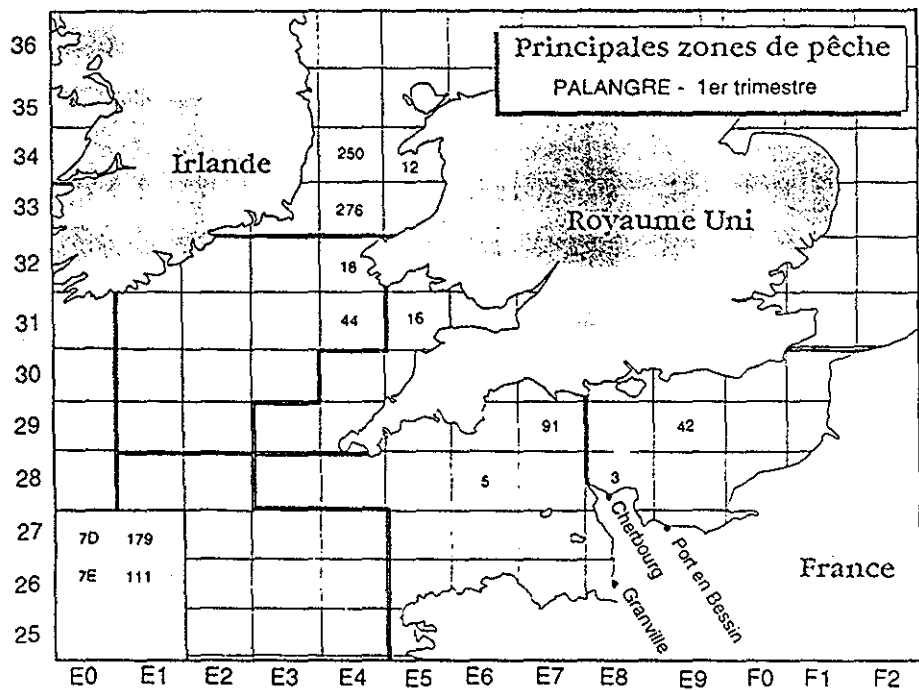 Principales zones de pêche
PALANGRE - 1er trimestre
36
35
34
33
32
31
30
29
28
27
26
25
Irlande
Royaume Uni
France
250
12
276
18
44
16
91
42
5
3
7D 179
7E 111
Cherbourg
Port en Bessin
Granville
E0 E1 E2 E3 E4 E5 E6 E7 E8 E9 F0 F1 F2